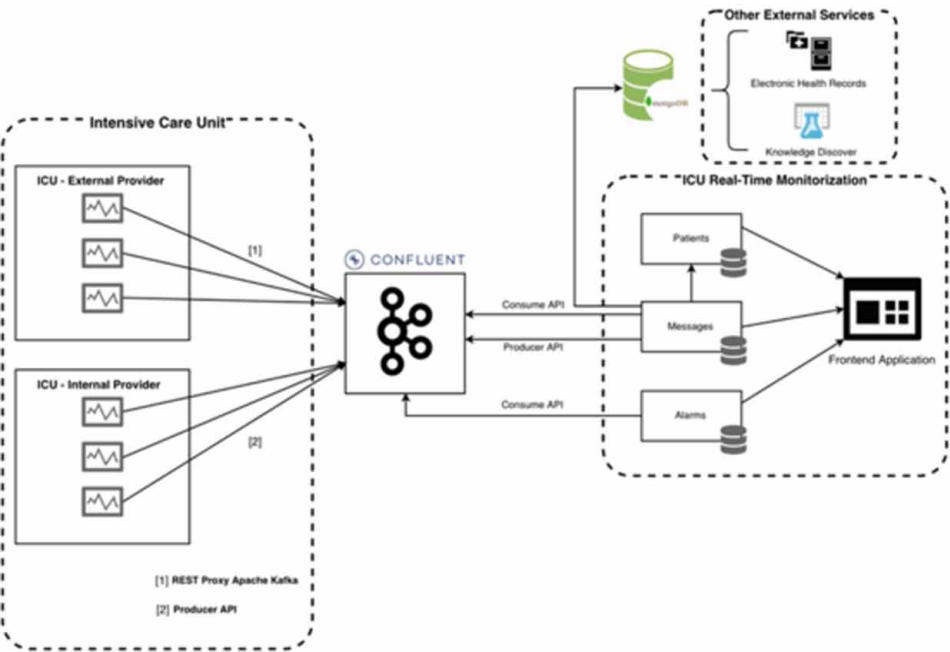 Other External Services
Electronic Health Records
Knowledge Discover
mongoDB
Intensive Care Unit
ICU - External Provider
[1]
ICU - Internal Provider
[2]
[1] REST Proxy Apache Kafka
[2] Producer API
CONFLUENT
Consume API
Producer API
Consume API
ICU Real-Time Monitorization
Patients
Messages
Alarms
Frontend Application